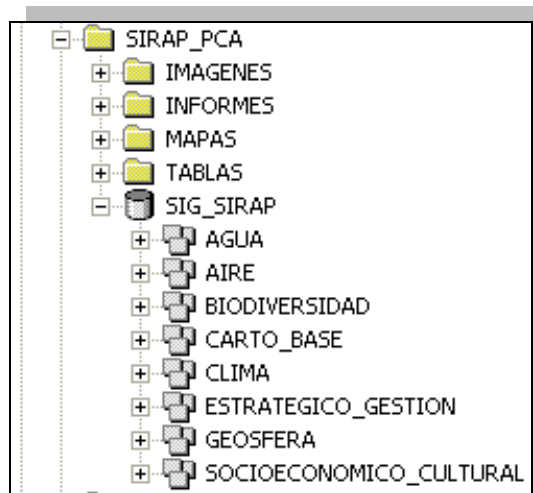 SIRAP_PCA
IMAGENES
INFORMES
MAPAS
TABLAS
SIG_SIRAP
AGUA
AIRE
BIODIVERSIDAD
CARTO_BASE
CLIMA
ESTRATEGICO_GESTION
GEOSFERA
SOCIOECONOMICO_CULTURAL